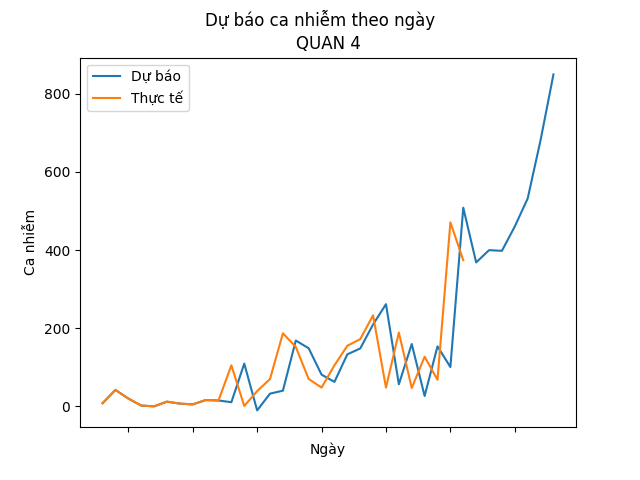 Dự báo ca nhiễm theo ngày
QUAN 4
Dự báo
Thực tế
800
600
400
200
0
Ca nhiễm
Ngày